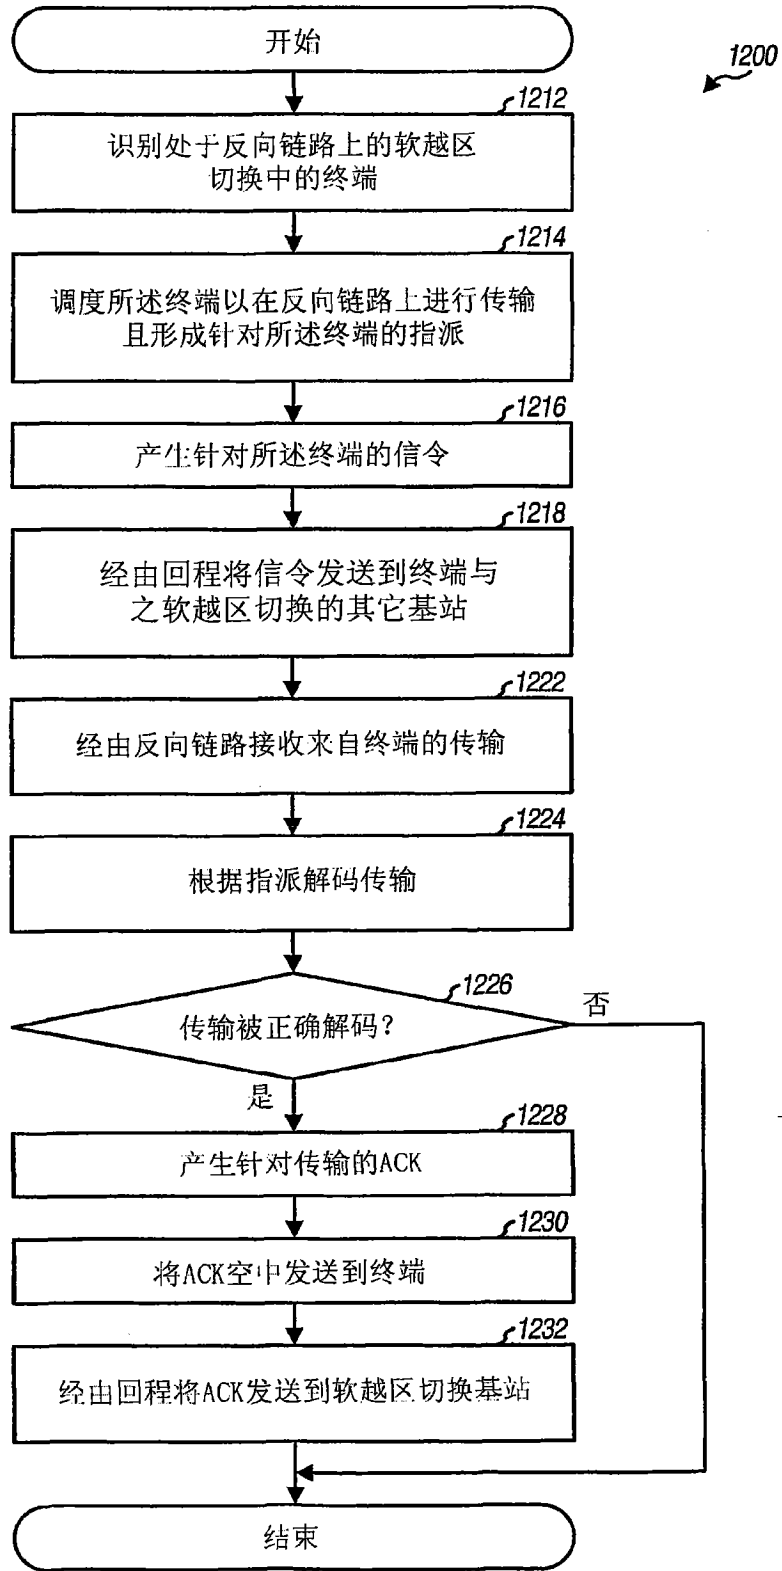 开始
1200
1212
识别处于反向链路上的软越区
切换中的终端
1214
调度所述终端以在反向链路上进行传输
且形成针对所述终端的指派
1216
产生针对所述终端的信令
1218
经由回程将信令发送到终端与
之软越区切换的其它基站
1222
经由反向链路接收来自终端的传输
1224
根据指派解码传输
1226
传输被正确解码？
否
是
1228
产生针对传输的ACK
1230
将ACK空中发送到终端
1232
经由回程将ACK发送到软越区切换基站
结束